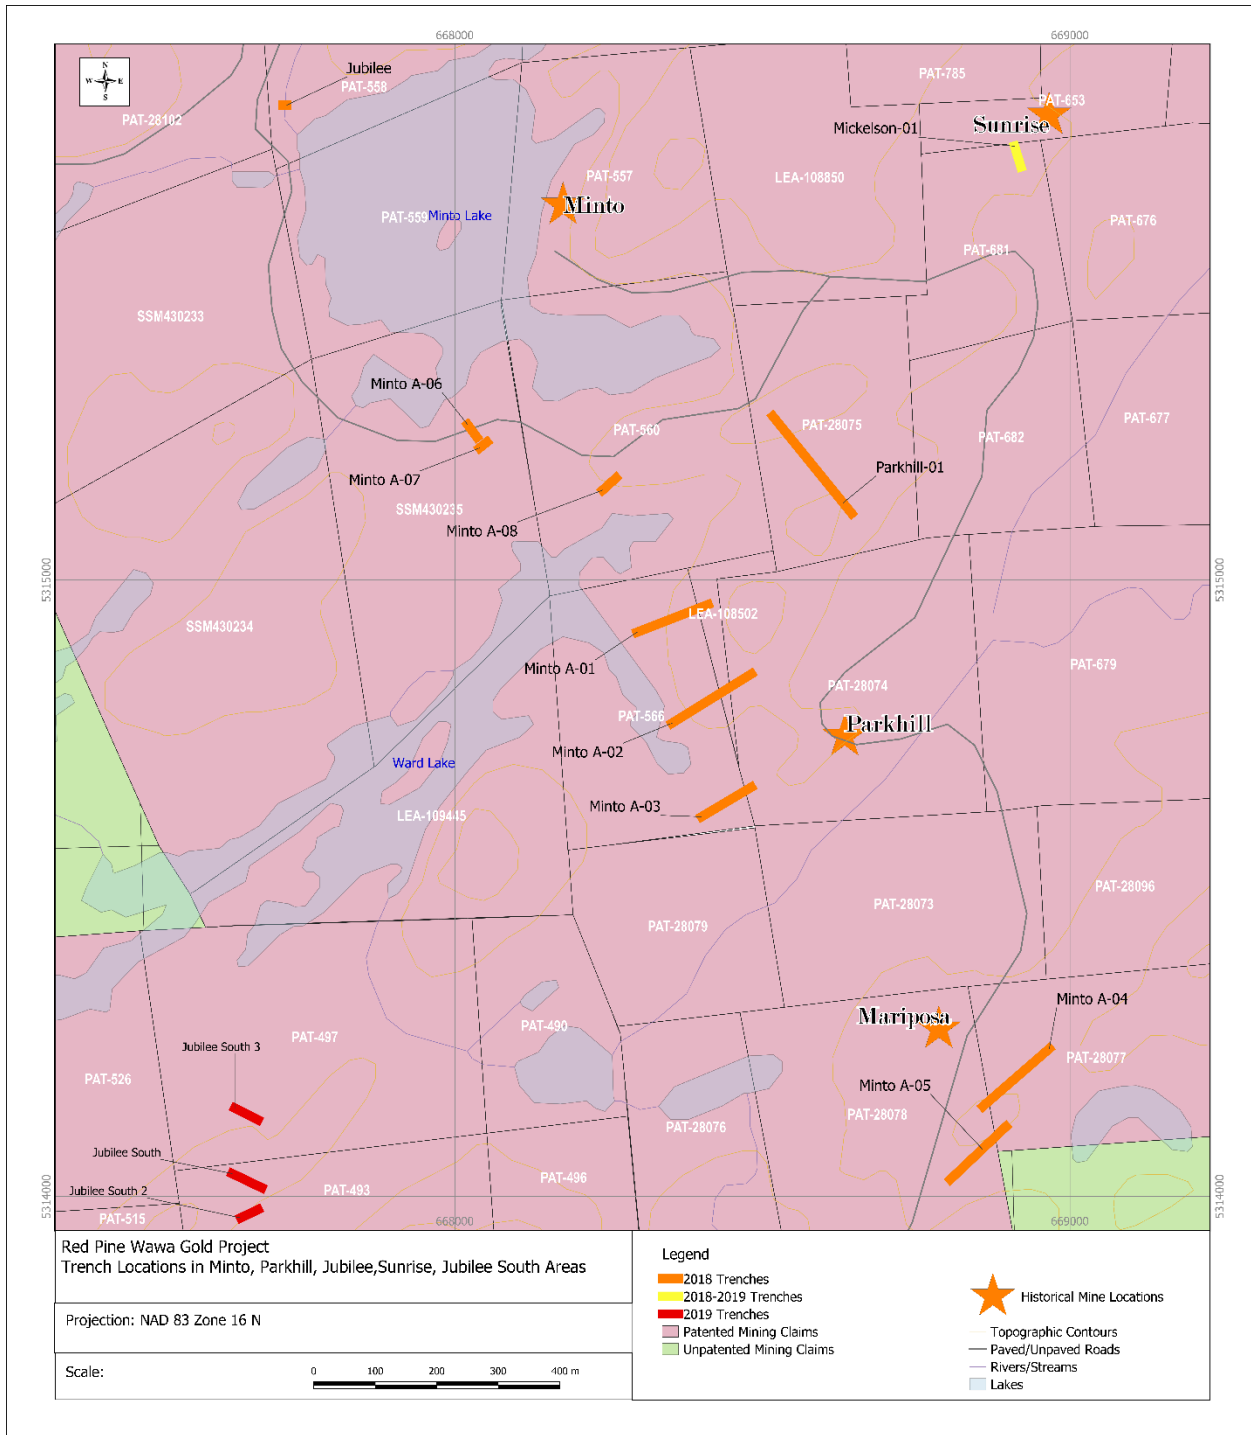 668000
669000
N
W E
S
Jubilee
PAT-558
PAT-28102
PAT-785
PAT-653
Sunrise
Mickelson-01
PAT-557
LEA-108850
Minto
PAT-559
Minto Lake
PAT-676
PAT-681
SSM430233
Minto A-06
PAT-560
PAT-28075
PAT-677
PAT-682
Parkhill-01
Minto A-07
SSM430235
Minto A-08
5315000
5315000
LEA-108502
SSM430234
Minto A-01
PAT-679
PAT-28074
PAT-566
Parkhill
Minto A-02
Ward Lake
Minto A-03
LEA-109445
PAT-28096
PAT-28073
PAT-28079
Minto A-04
Mariposa
PAT-490
PAT-497
Jubilee South 3
PAT-28077
PAT-526
Minto A-05
PAT-28078
PAT-28076
Jubilee South
PAT-496
Jubilee South 2
PAT-493
5314000
5314000
PAT-515
668000
669000
Red Pine Wawa Gold Project
Trench Locations in Minto, Parkhill, Jubilee,Sunrise, Jubilee South Areas
Projection: NAD 83 Zone 16 N
Scale:
0 100 200 300 400 m
Legend
2018 Trenches
2018-2019 Trenches
2019 Trenches
Patented Mining Claims
Unpatented Mining Claims
Historical Mine Locations
Topographic Contours
Paved/Unpaved Roads
Rivers/Streams
Lakes